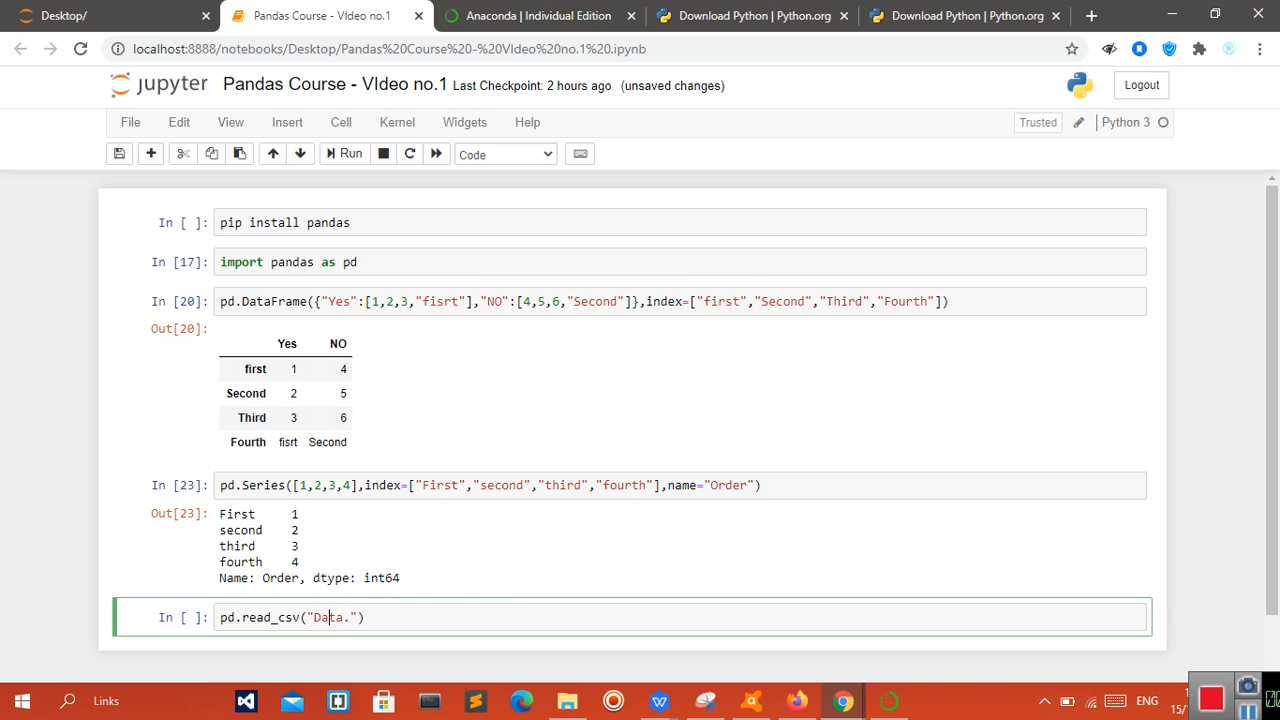 Desktop/
Pandas Course - VIdeo no.1
Anaconda | Individual Edition
Download Python | Python.org
Download Python | Python.org
localhost:8888/notebooks/Desktop/Pandas%20Course%20-%20VIdeo%20no.1%20.ipynb
jupyter Pandas Course - VIdeo no.1 Last Checkpoint: 2 hours ago (unsaved changes)
Logout
File Edit View Insert Cell Kernel Widgets Help
Trusted Python 3
Run Code
In [ ]: pip install pandas
In [17]: import pandas as pd
In [20]: pd.DataFrame({"Yes":[1,2,3,"fisrt"],"NO":[4,5,6,"Second"]},index=["first","Second","Third","Fourth"])
Out[20]:
Yes NO
first 1 4
Second 2 5
Third 3 6
Fourth fisrt Second
In [23]: pd.Series([1,2,3,4],index=["First","second","third","fourth"],name="Order")
Out[23]: First 1
second 2
third 3
fourth 4
Name: Order, dtype: int64
In [ ]: pd.read_csv("Data.")
Links
ENG